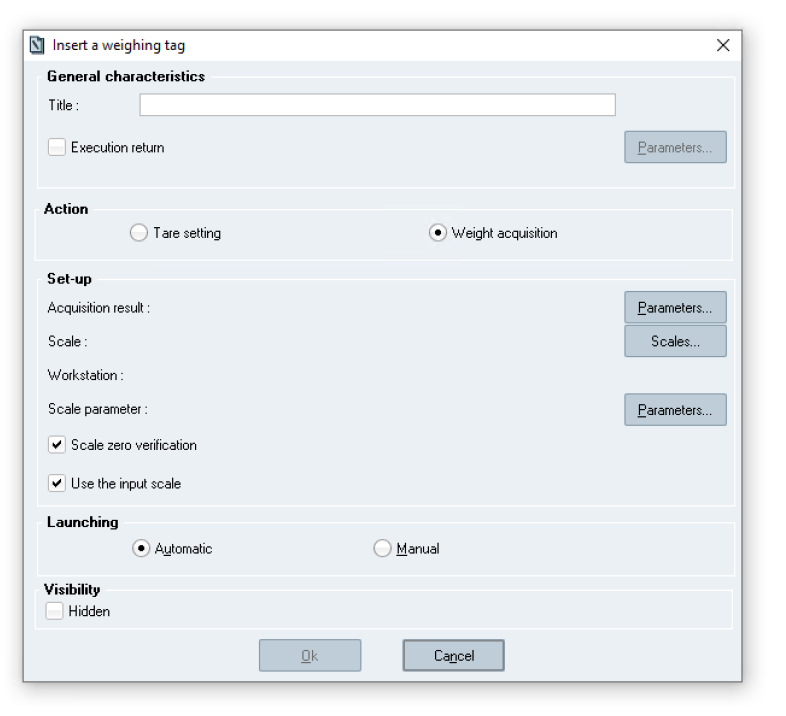 Insert a weighing tag
General characteristics
Title :
Execution return
Parameters...
Action
Tare setting
Weight acquisition
Set-up
Acquisition result :
Parameters...
Scale :
Scales...
Workstation :
Scale parameter :
Parameters...
Scale zero verification
Use the input scale
Launching
Automatic
Manual
Visibility
Hidden
Ok
Cancel